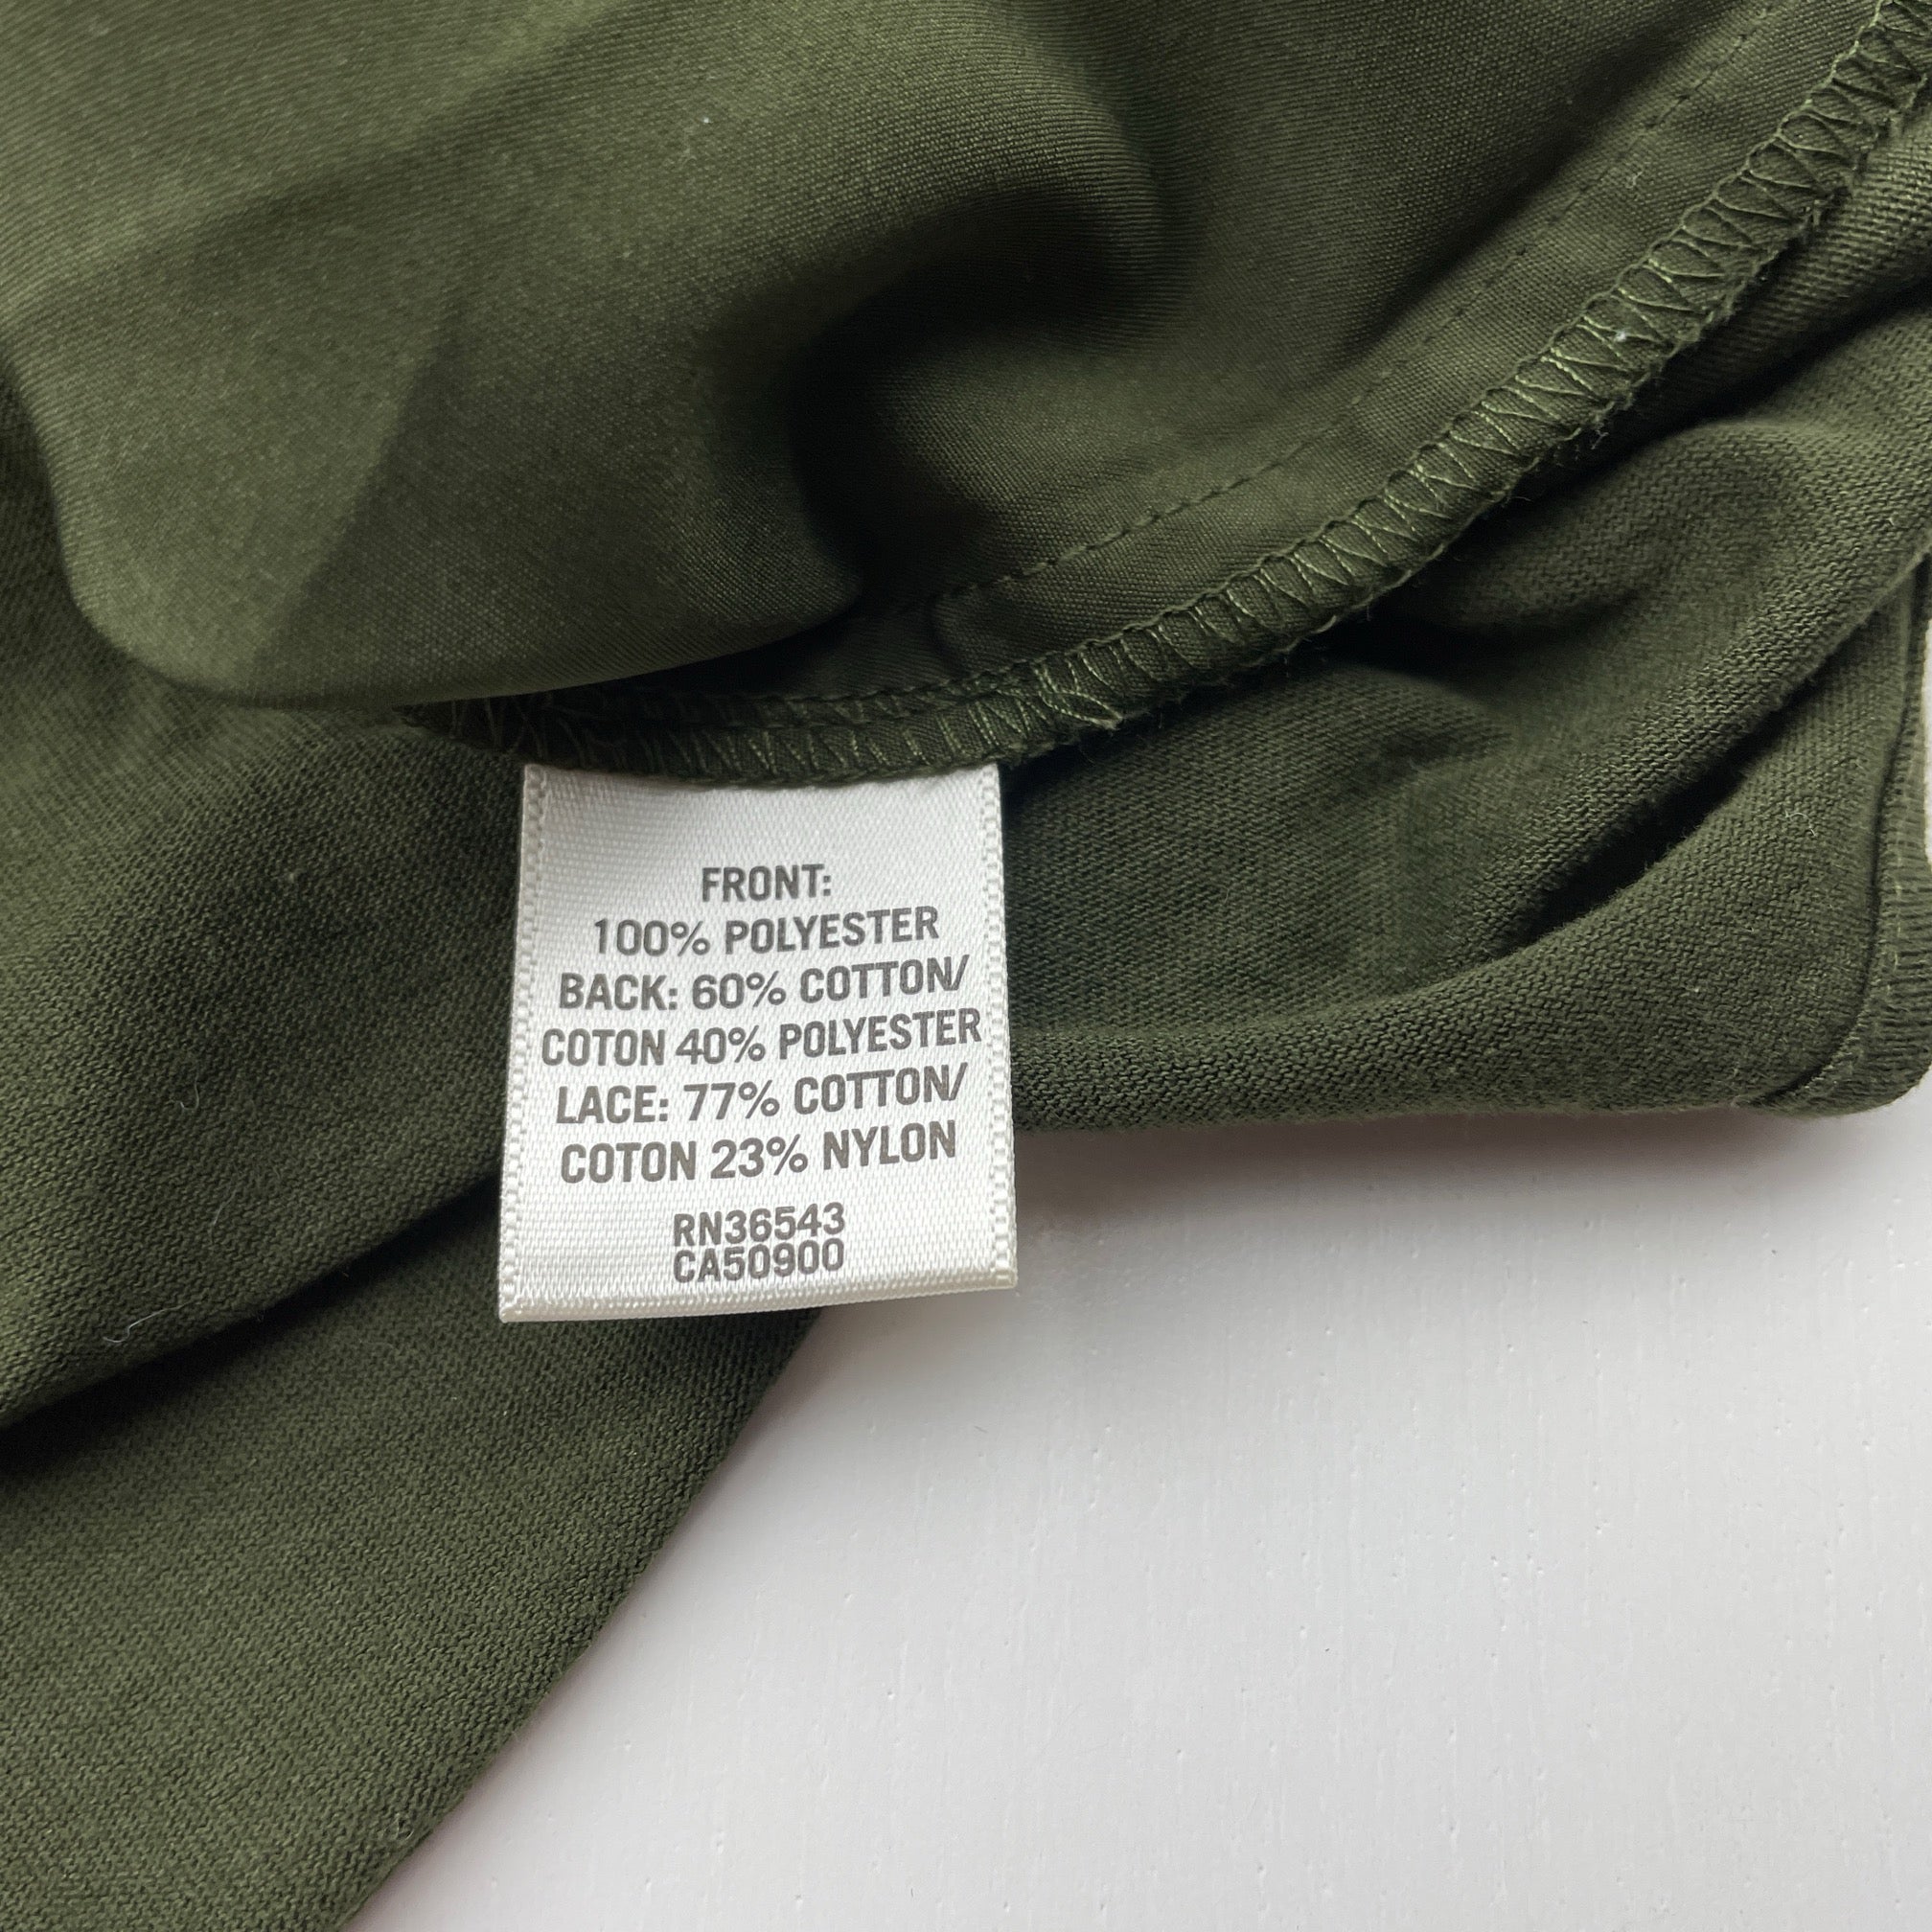 FRONT:
100% POLYESTER
BACK: 60% COTTON/
COTON 40% POLYESTER
LACE: 77% COTTON/
COTON 23% NYLON
RN36543
CA50900